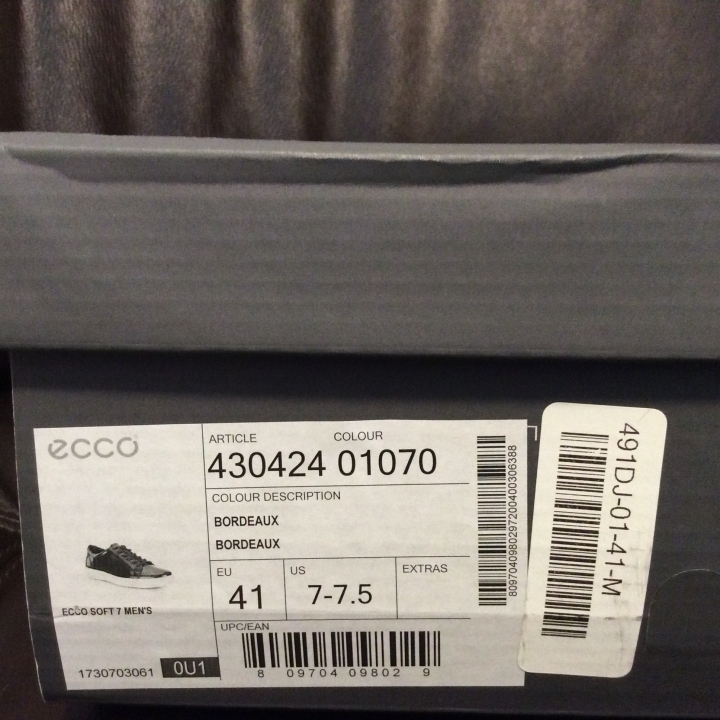 ecco
ARTICLE COLOUR
430424 01070
COLOUR DESCRIPTION
BORDEAUX
BORDEAUX
EU US EXTRAS
41 7-7.5
ECCO SOFT 7 MEN'S
UPC/EAN
1730703061 0U1
8 09704 09802 9
8097040980297200400306388
491DJ-01-41-M